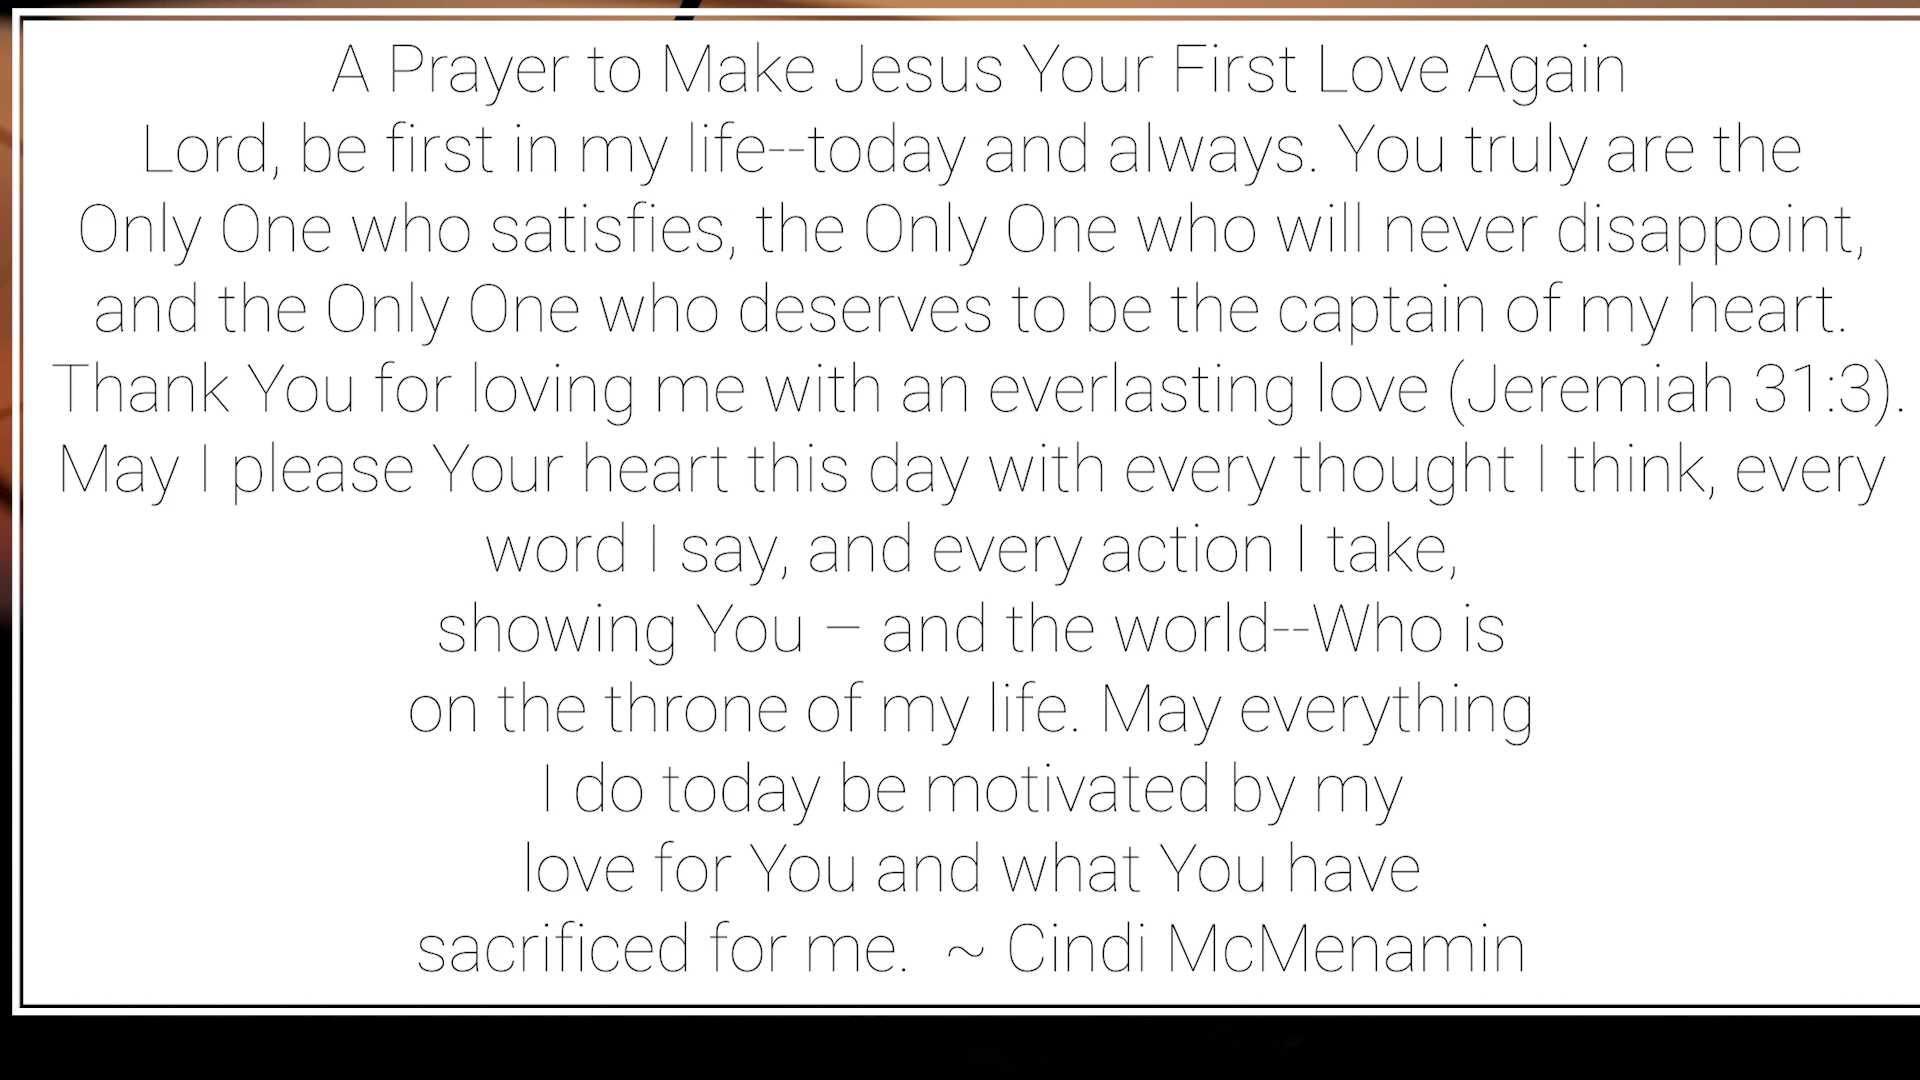 A Prayer to Make Jesus Your First Love Again
Lord, be first in my life--today and always. You truly are the
Only One who satisfies, the Only One who will never disappoint,
and the Only One who deserves to be the captain of my heart.
Thank You for loving me with an everlasting love (Jeremiah 31:3).
May I please Your heart this day with every thought I think, every
word I say, and every action I take,
showing You – and the world--Who is
on the throne of my life. May everything
I do today be motivated by my
love for You and what You have
sacrificed for me.  ~ Cindi McMenamin